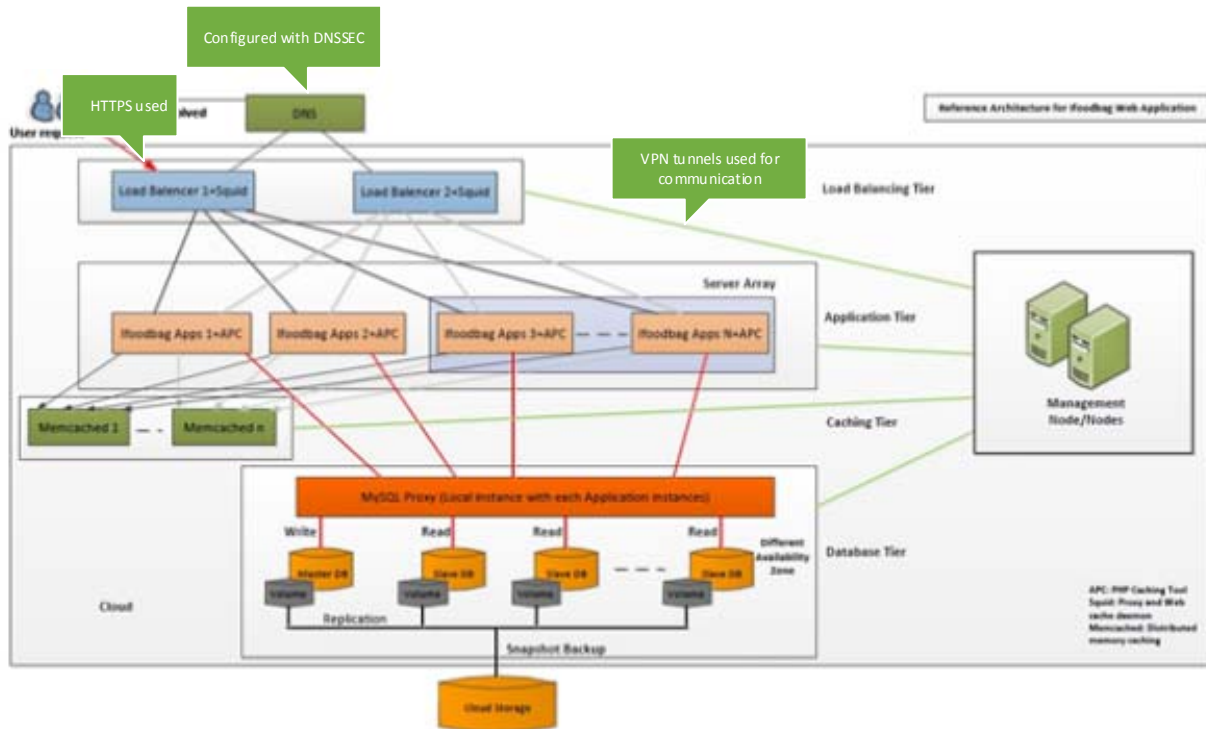 Configured with DNSSEC
HTTPS used
DNS
Reference Architecture for Ifoodbag Web Application
User
VPN tunnels used for
communication
Load Balencer 1+Squid
Load Balencer 2+Squid
Load Balancing Tier
Server Array
Ifoodbag Apps 1+APC
Ifoodbag Apps 2+APC
Ifoodbag Apps 3+APC
Ifoodbag Apps N+APC
Application Tier
Management
Node/Nodes
Memcached 1
Memcached n
Caching Tier
MySQL Proxy (Local instance with each Application instances)
Write
Read
Read
Read
Different
Availability
Zone
Master DB
Slave DB
Slave DB
Slave DB
Database Tier
Volume
Volume
Volume
Volume
Cloud
Replication
APC: PHP Caching Tool
Squid: Proxy and Web
cache deemon
Memcached: Distributed
memory caching
Snapshot Backup
Cloud Storage